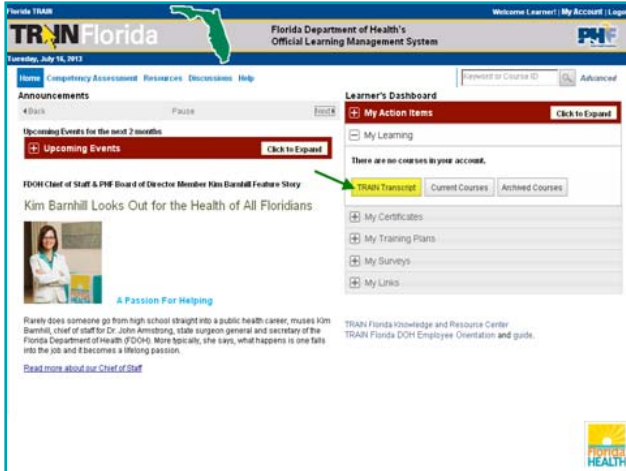 Florida TRAIN
Welcome Learner! | My Account | Logo
TRAIN Florida
Florida Department of Health's
Official Learning Management System
PHF
Tuesday, July 16, 2013
Home Competency Assessment Resources Discussions Help
Keyword or Course ID
Advanced
Announcements
Back
Pause
Next
Upcoming Events for the next 2 months
Upcoming Events
Click to Expand
FDOH Chief of Staff & PHF Board of Director Member Kim Barnhill Feature Story
Kim Barnhill Looks Out for the Health of All Floridians
A Passion For Helping
Rarely does someone go from high school straight into a public health career, muses Kim
Barnhill, chief of staff for Dr. John Armstrong, state surgeon general and secretary of the
Florida Department of Health (FDOH). More typically, she says, what happens is one falls
into the job and it becomes a lifelong passion.
Read more about our Chief of Staff
Learner's Dashboard
My Action Items
Click to Expand
My Learning
There are no courses in your account.
TRAIN Transcript
Current Courses
Archived Courses
My Certificates
My Training Plans
My Surveys
My Links
TRAIN Florida Knowledge and Resource Center
TRAIN Florida DOH Employee Orientation and guide.
Florida
HEALTH